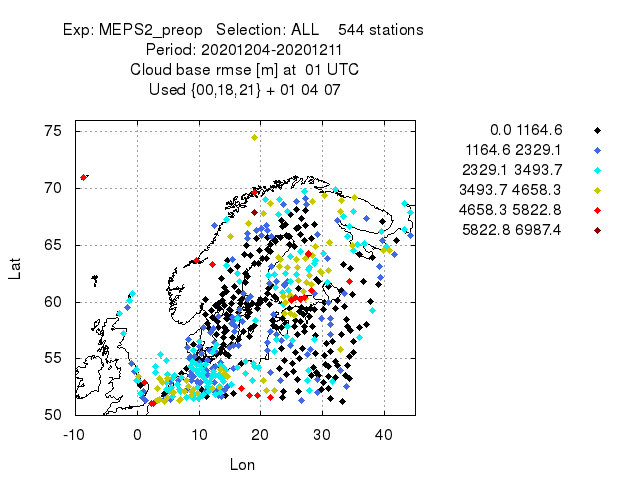 Exp: MEPS2_preop   Selection: ALL    544 stations
Period: 20201204-20201211
Cloud base rmse [m] at  01 UTC
Used {00,18,21} + 01 04 07
0.0 1164.6
1164.6 2329.1
2329.1 3493.7
3493.7 4658.3
4658.3 5822.8
5822.8 6987.4
75
70
65
60
55
50
Lat
-10 0 10 20 30 40
Lon